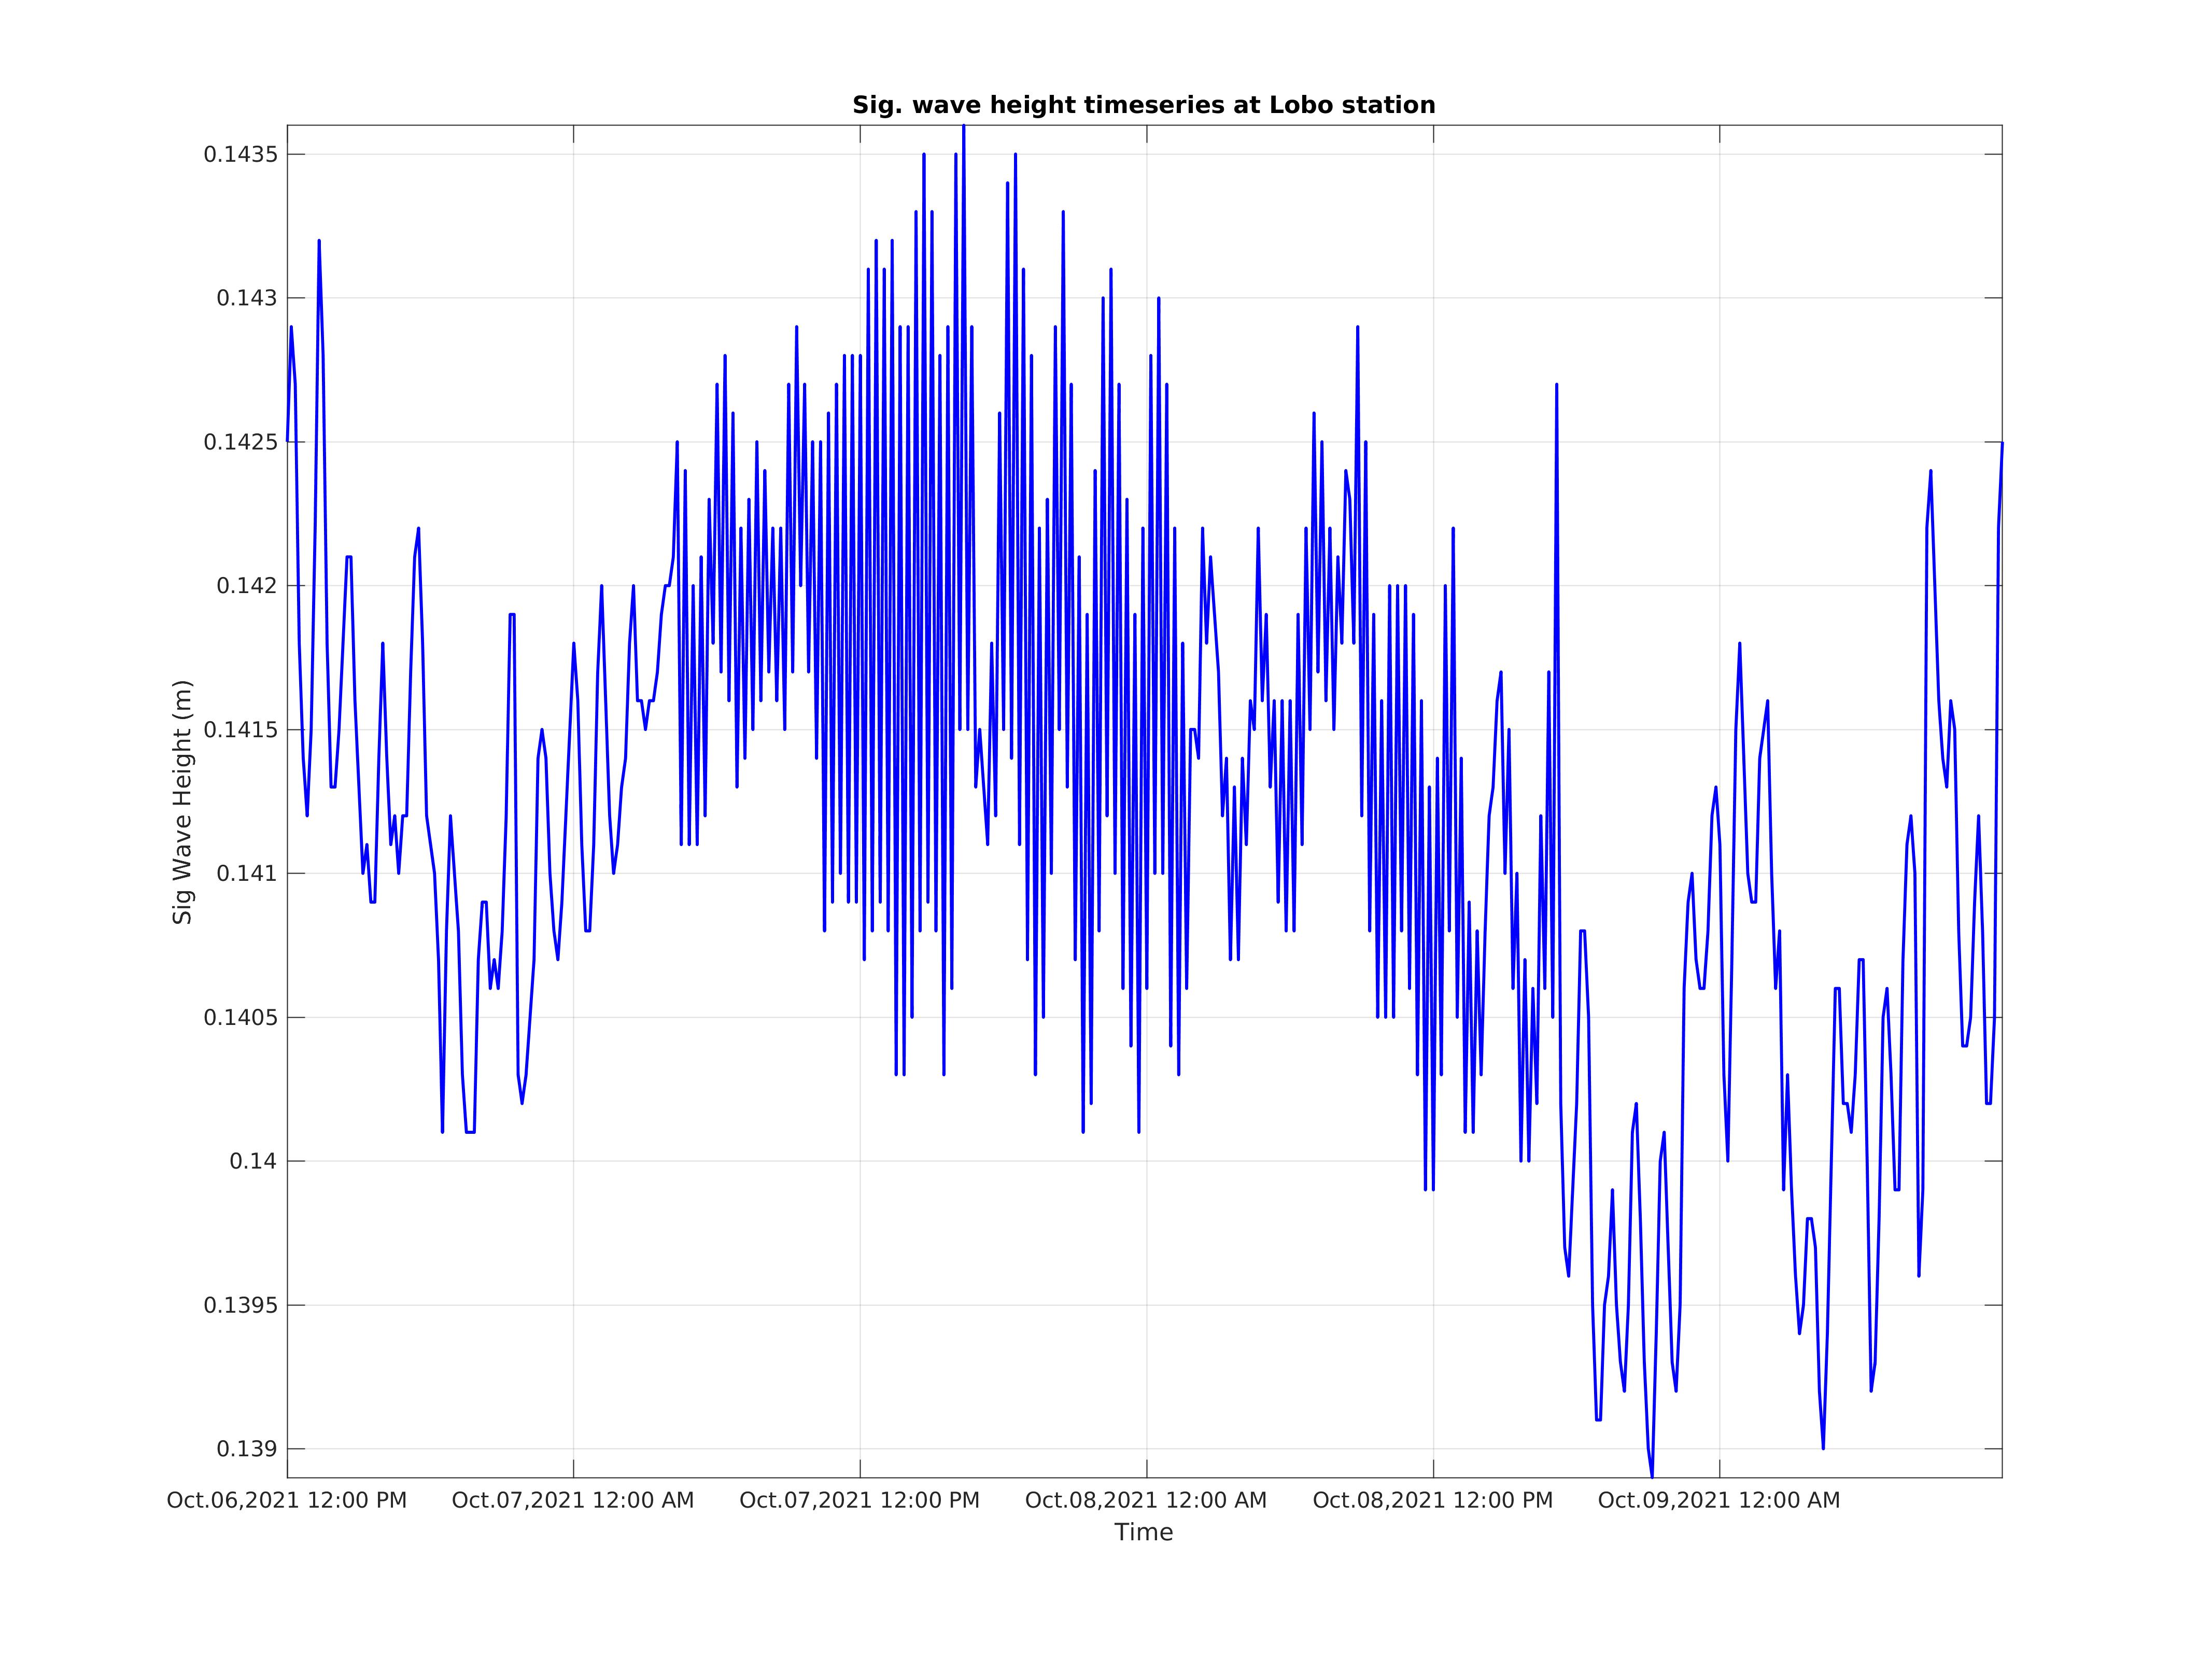 Sig. wave height timeseries at Lobo station
0.1435
0.143
0.1425
0.142
0.1415
0.141
0.1405
0.14
0.1395
0.139
Sig Wave Height (m)
Oct.06,2021 12:00 PM Oct.07,2021 12:00 AM Oct.07,2021 12:00 PM Oct.08,2021 12:00 AM Oct.08,2021 12:00 PM Oct.09,2021 12:00 AM
Time